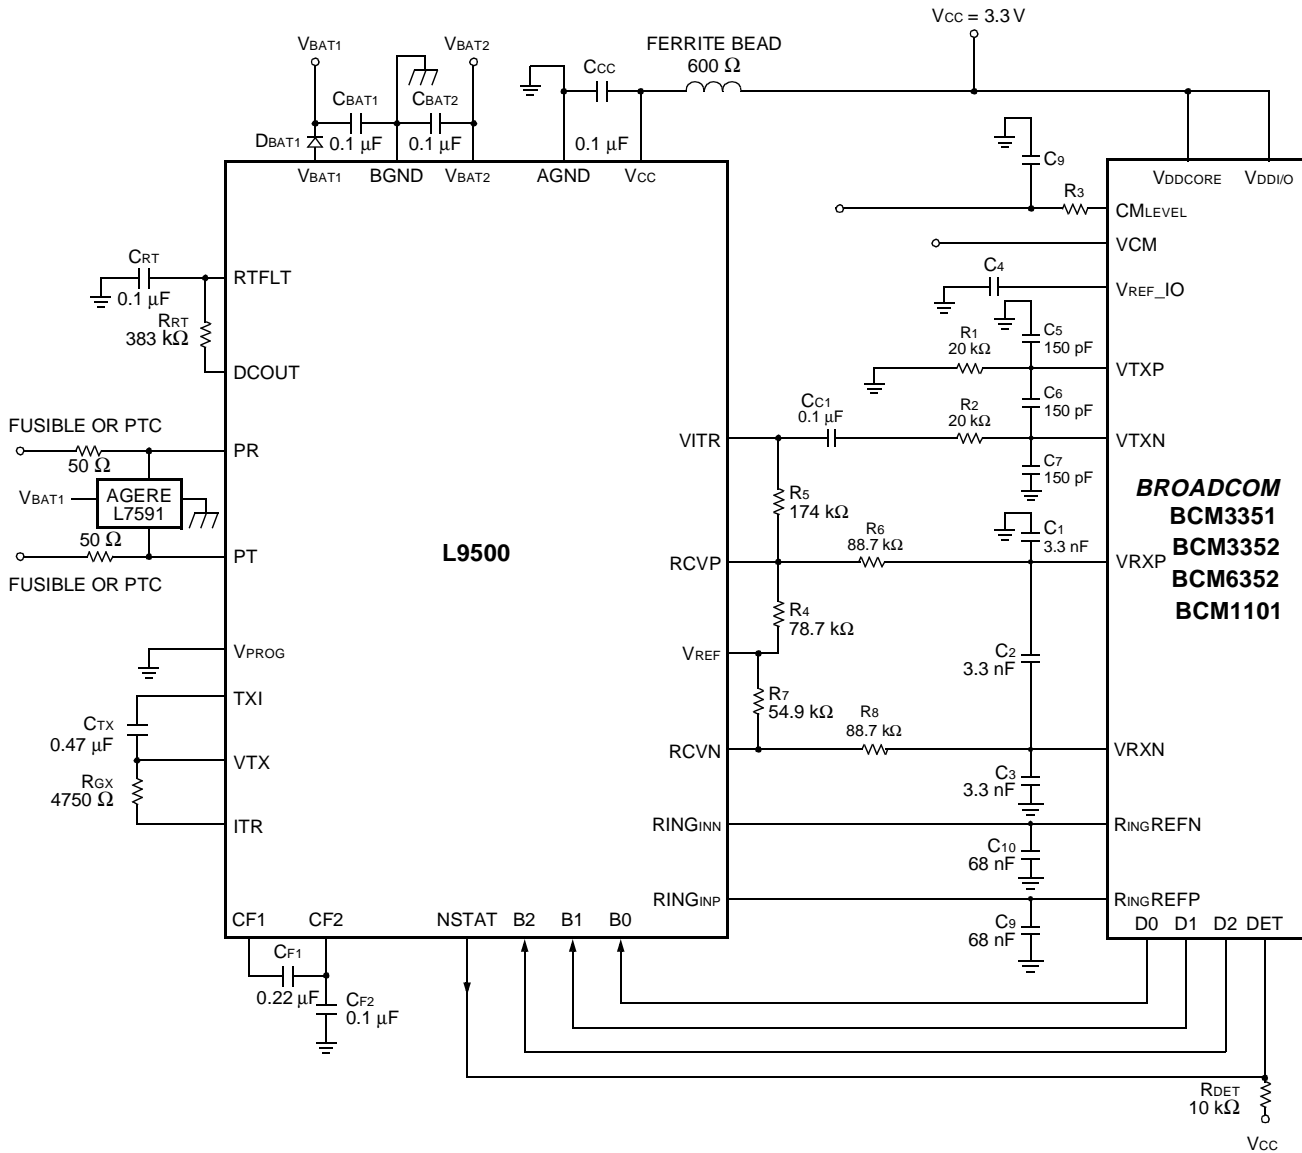 VCC = 3.3 V
VBAT1
VBAT2
FERRITE BEAD
600 Ω
CCC
CBAT1
CBAT2
DBAT1
0.1 µF
0.1 µF
0.1 µF
VBAT1
BGND
VBAT2
AGND
VCC
C9
R3
VDDCORE
VDDI/O
CMLEVEL
VCM
C4
VREF_IO
CRT
0.1 µF
RTFLT
RRT
383 kΩ
DCOUT
R1
20 kΩ
C5
150 pF
VTXP
C6
150 pF
CC1
0.1 µF
R2
20 kΩ
VITR
VTXN
C7
150 pF
FUSIBLE OR PTC
50 Ω
PR
VBAT1
AGERE
L7591
50 Ω
PT
FUSIBLE OR PTC
L9500
BROADCOM
BCM3351
BCM3352
BCM6352
BCM1101
R5
174 kΩ
R6
88.7 kΩ
C1
3.3 nF
RCVP
VRXP
R4
78.7 kΩ
VPROG
VREF
C2
3.3 nF
TXI
CTX
0.47 µF
R7
54.9 kΩ
R8
88.7 kΩ
VTX
RCVN
VRXN
RGX
4750 Ω
C3
3.3 nF
ITR
RINGINN
RINGREFN
C10
68 nF
RINGINP
RINGREFP
C9
68 nF
CF1
CF2
NSTAT
B2
B1
B0
D0
D1
D2
DET
CF1
0.22 µF
CF2
0.1 µF
RDET
10 kΩ
VCC